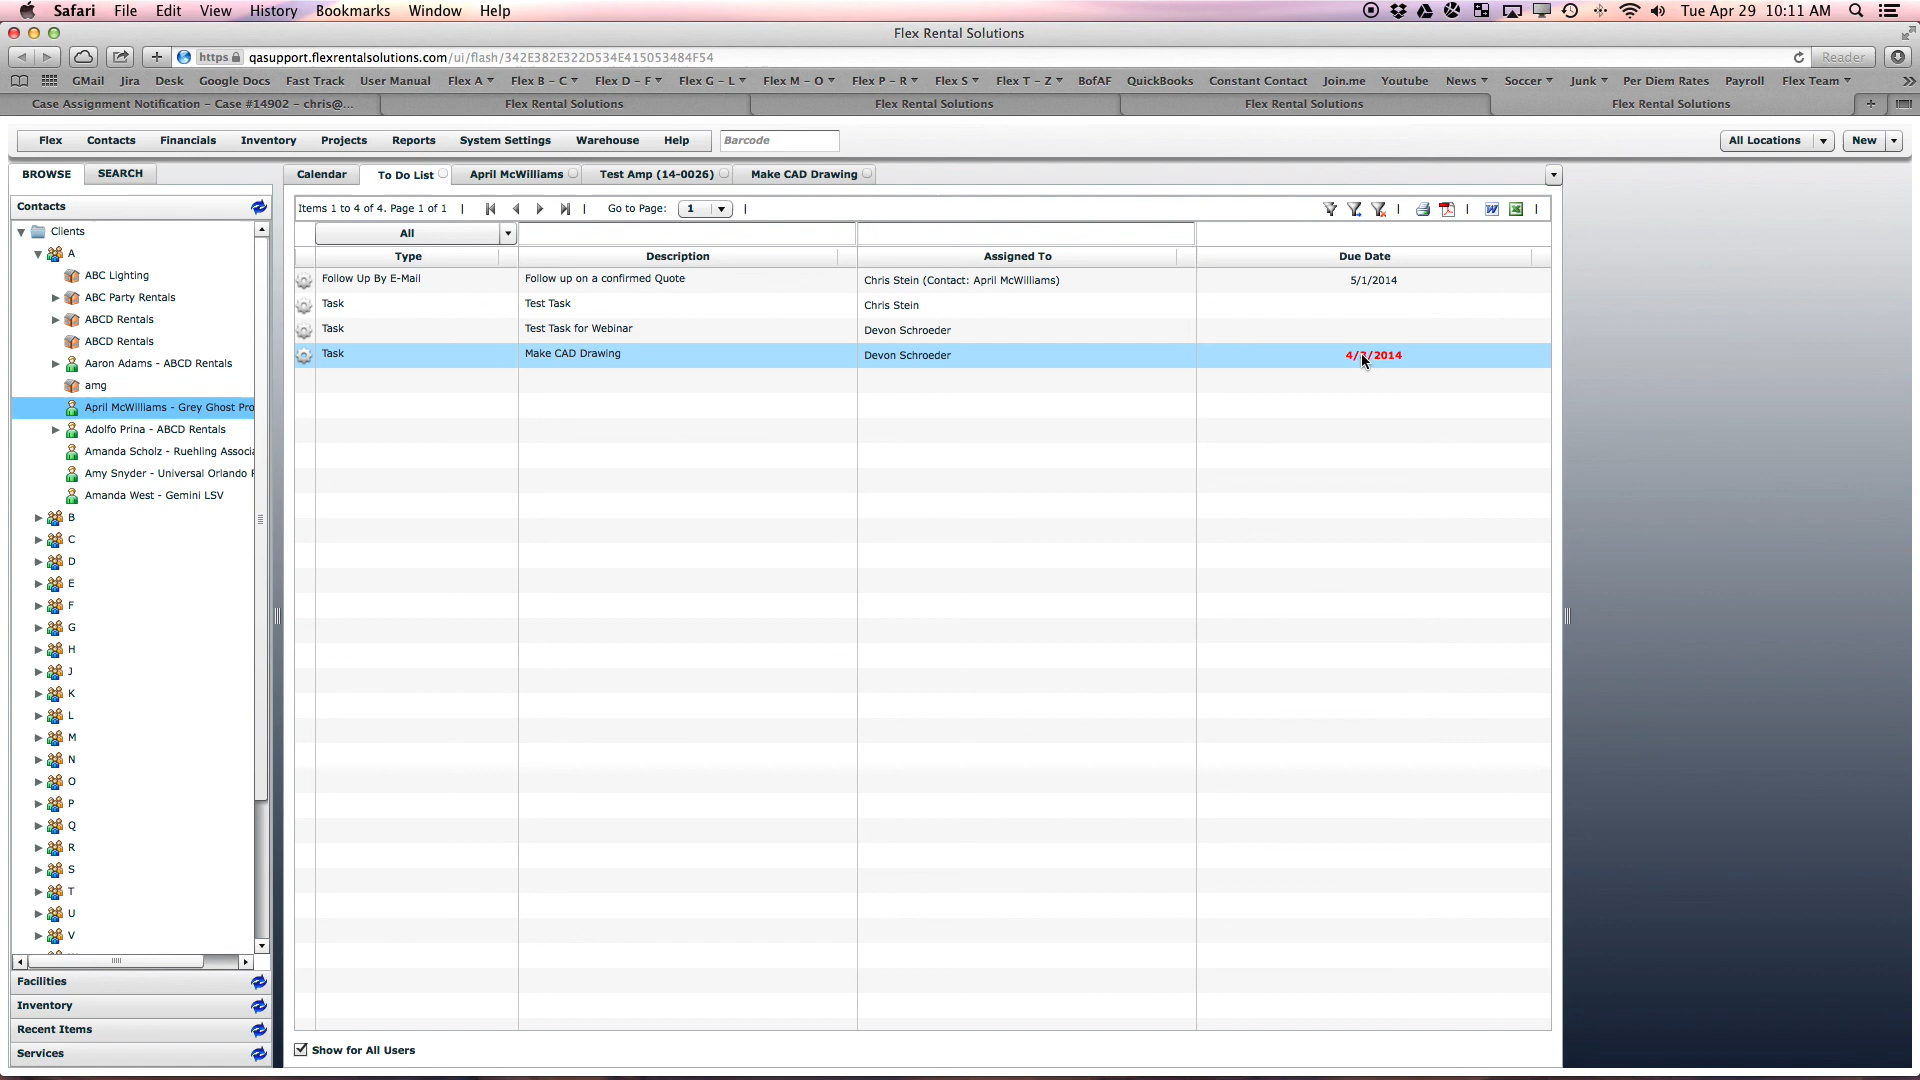 Safari File Edit View History Bookmarks Window Help Tue Apr 29 10:11 AM
Flex Rental Solutions
https qasupport.flexrentalsolutions.com/ui/flash/342E382E322D534E415053484F54 Reader
GMail Jira Desk Google Docs Fast Track User Manual Flex A Flex B – C Flex D – F Flex G – L Flex M – O Flex P – R Flex S Flex T – Z BofAF QuickBooks Constant Contact Join.me Youtube News Soccer Junk Per Diem Rates Payroll Flex Team
Case Assignment Notification – Case #14902 – chris@... Flex Rental Solutions Flex Rental Solutions Flex Rental Solutions Flex Rental Solutions
Flex Contacts Financials Inventory Projects Reports System Settings Warehouse Help Barcode All Locations New
BROWSE SEARCH Calendar To Do List April McWilliams Test Amp (14-0026) Make CAD Drawing
Contacts Items 1 to 4 of 4. Page 1 of 1 | Go to Page: 1
Clients All
A Type Description Assigned To Due Date
ABC Lighting Follow Up By E-Mail Follow up on a confirmed Quote Chris Stein (Contact: April McWilliams) 5/1/2014
ABC Party Rentals Task Test Task Chris Stein
ABCD Rentals Task Test Task for Webinar Devon Schroeder
ABCD Rentals Task Make CAD Drawing Devon Schroeder
Aaron Adams - ABCD Rentals
amg
April McWilliams - Grey Ghost Pro
Adolfo Prina - ABCD Rentals
Amanda Scholz - Ruehling Associa
Amy Snyder - Universal Orlando
Amanda West - Gemini LSV
B
C
D
E
F
G
H
J
K
L
M
N
O
P
Q
R
S
T
U
V
Facilities
Inventory
Recent Items
Services
Show for All Users